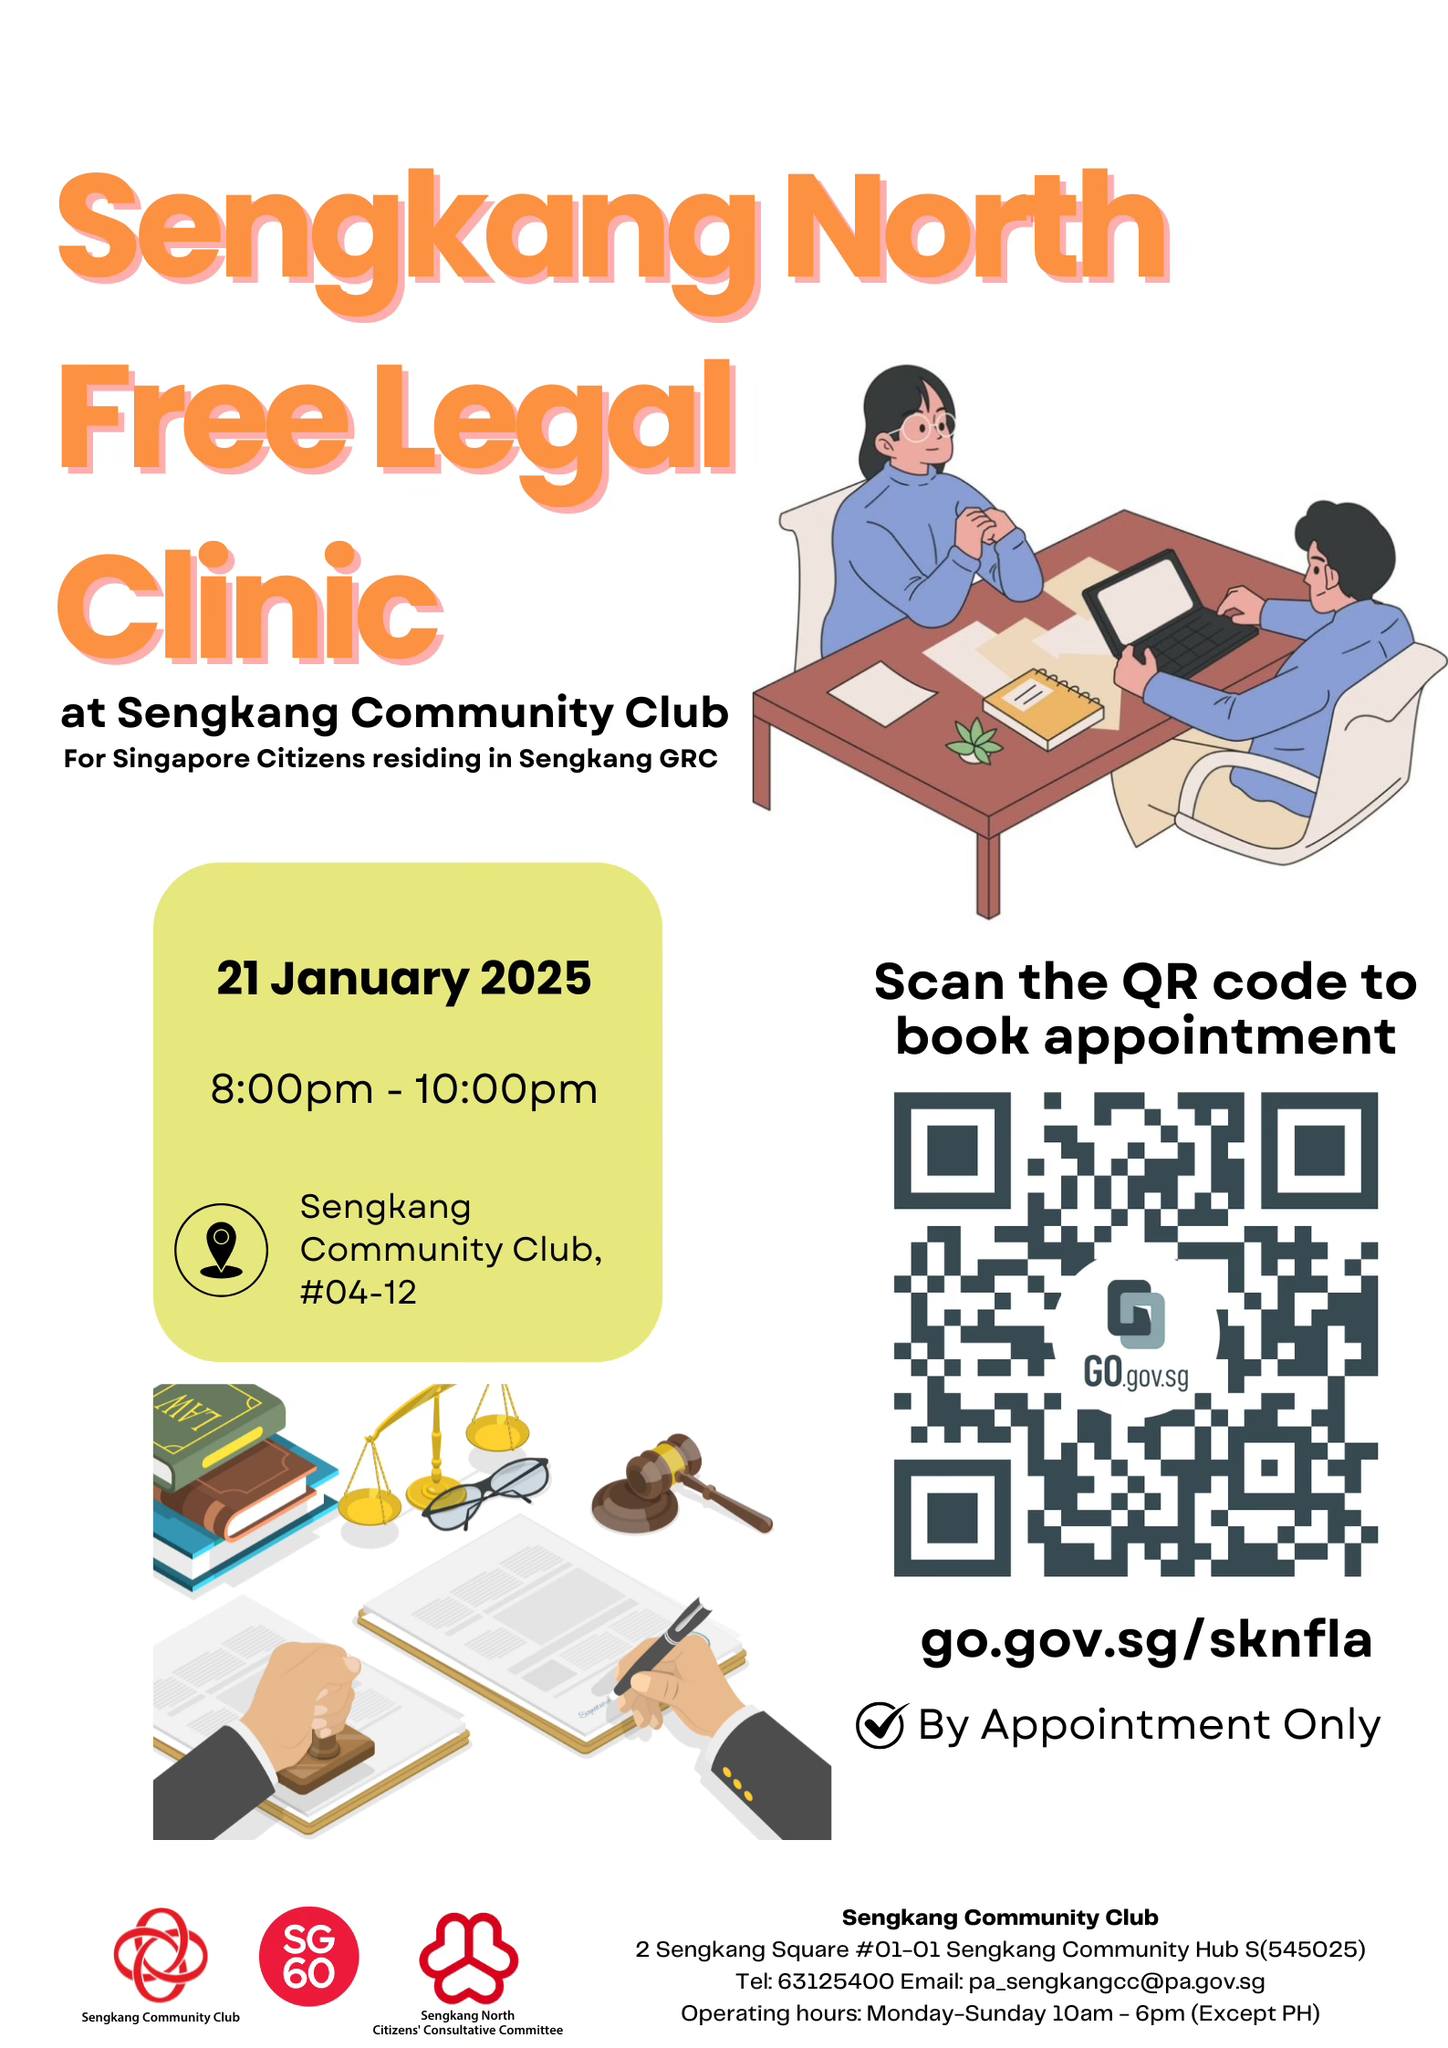 Sengkang North
Free Legal
Clinic
at Sengkang Community Club
For Singapore Citizens residing in Sengkang GRC
21 January 2025
8:00pm - 10:00pm
Sengkang
Community Club,
#04-12
Scan the QR code to
book appointment
GO.gov.sg
go.gov.sg/sknfla
By Appointment Only
LAW
SG
60
Sengkang Community Club
Sengkang North
Citizens' Consultative Committee
Sengkang Community Club
2 Sengkang Square #01-01 Sengkang Community Hub S(545025)
Tel: 63125400 Email: pa_sengkangcc@pa.gov.sg
Operating hours: Monday-Sunday 10am - 6pm (Except PH)